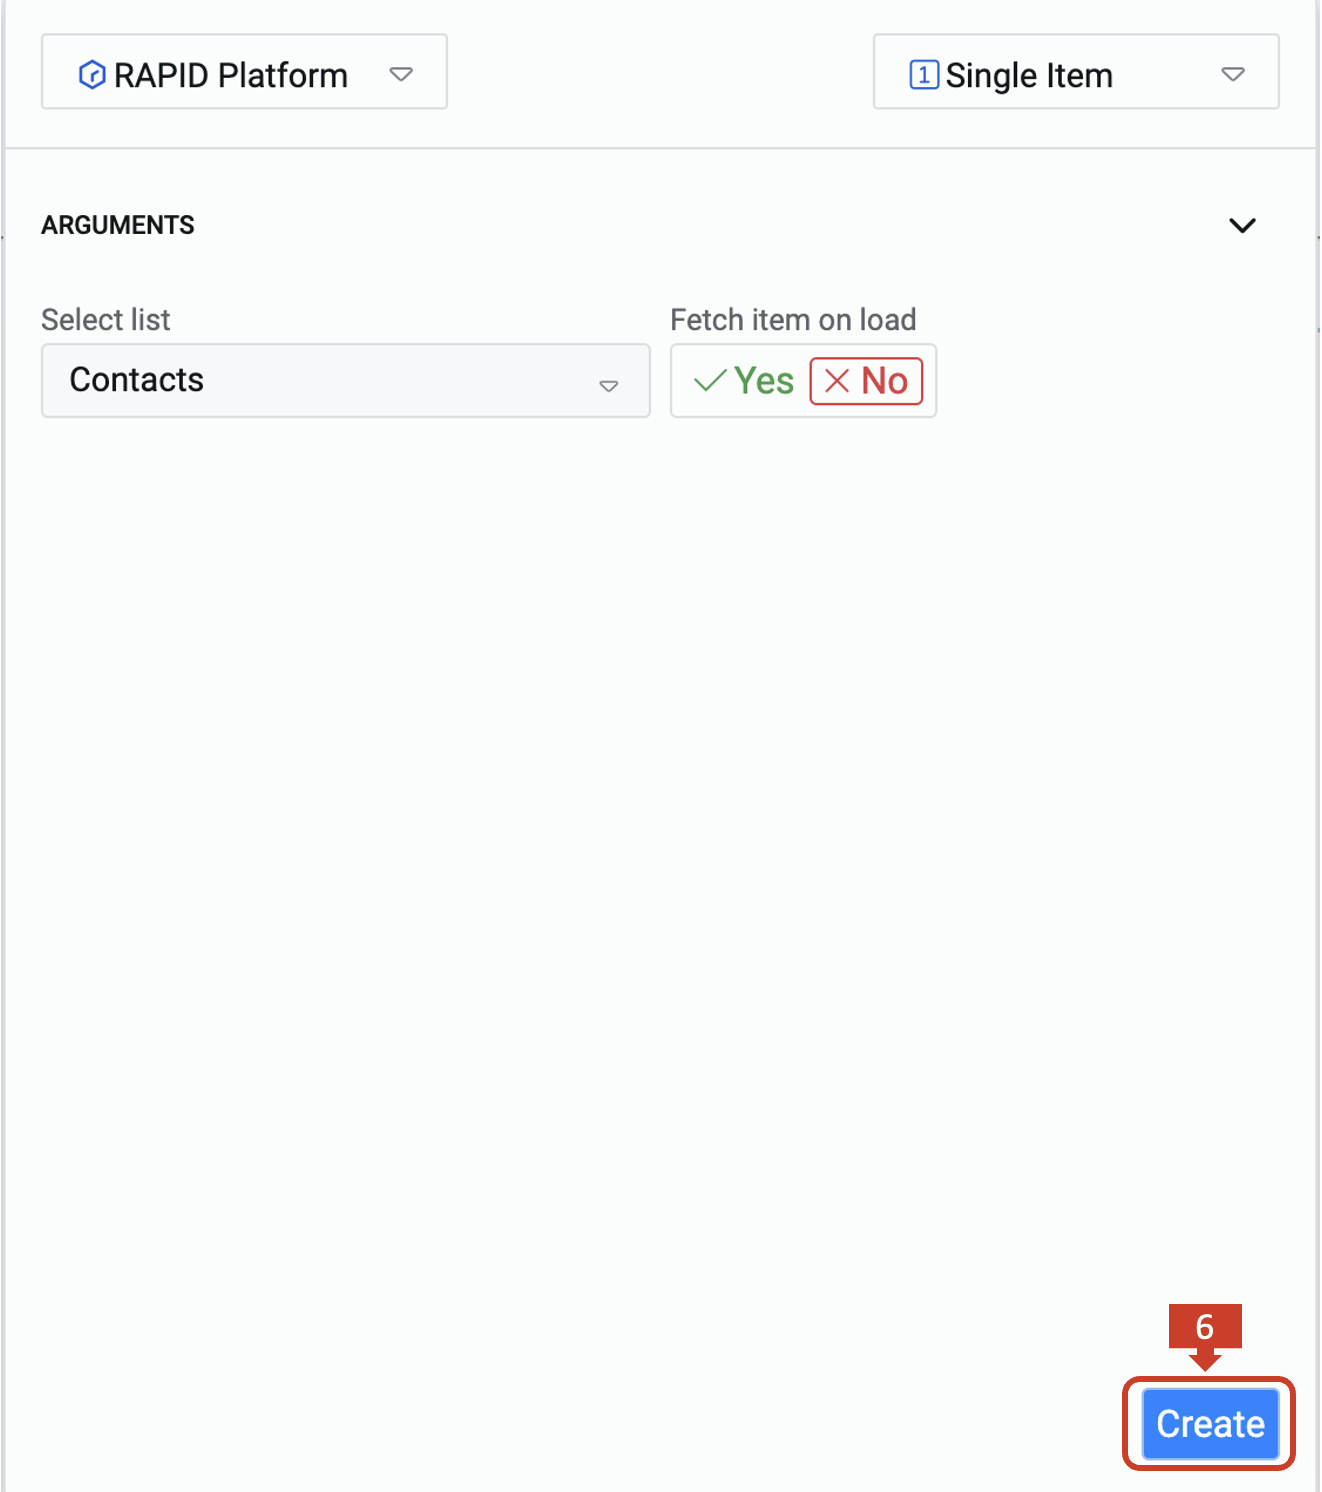 RAPID Platform
1 Single Item
ARGUMENTS
Select list
Fetch item on load
Contacts
Yes
No
6
Create